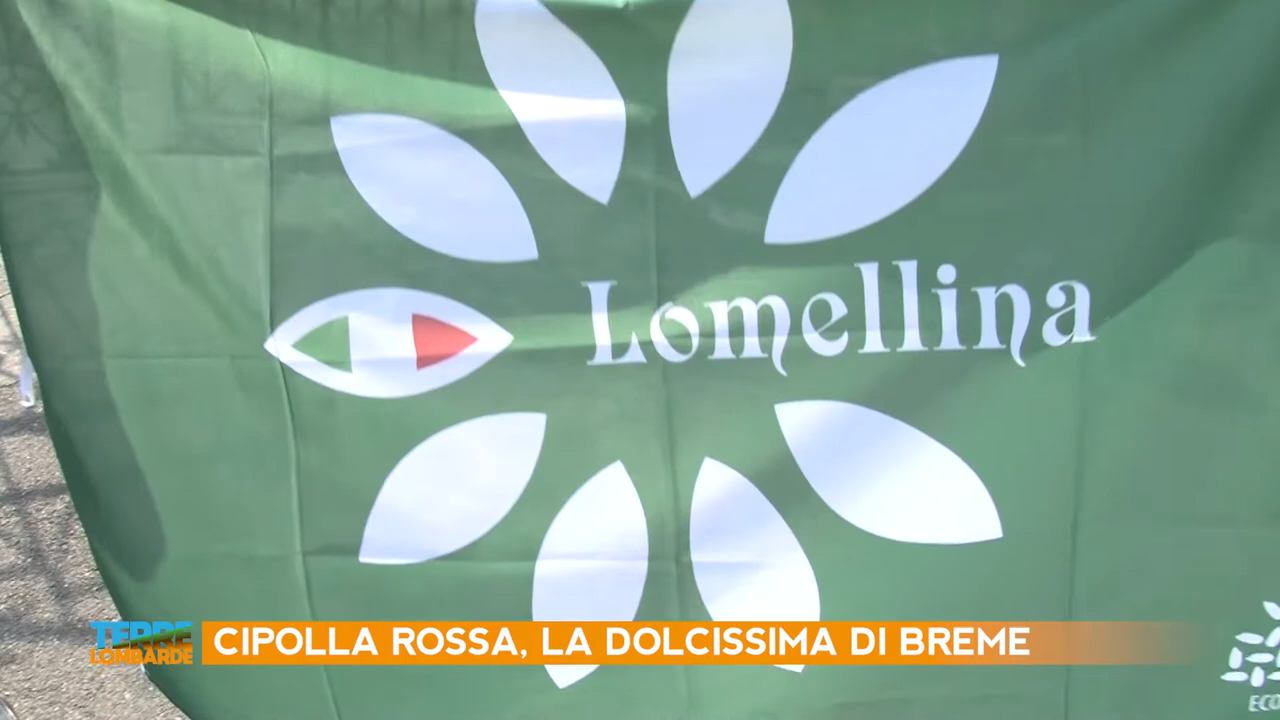 Lomellina
TERRE
LOMBARDE
CIPOLLA ROSSA, LA DOLCISSIMA DI BREME